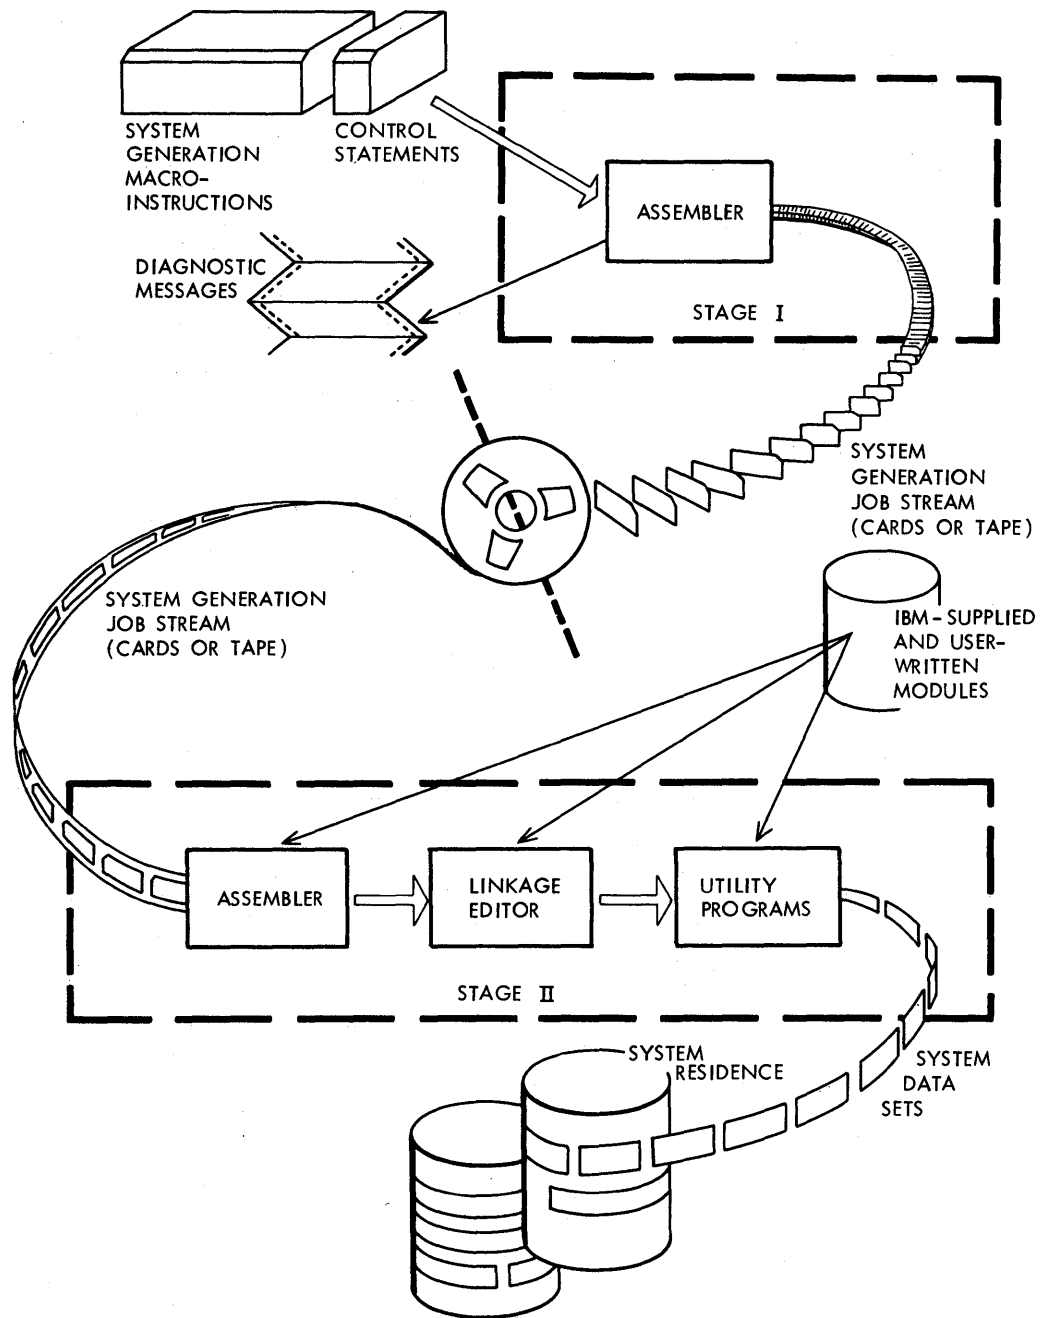 SYSTEM
GENERATION
MACRO-
INSTRUCTIONS
CONTROL
STATEMENTS
ASSEMBLER
STAGE I
DIAGNOSTIC
MESSAGES
SYSTEM
GENERATION
JOB STREAM
(CARDS OR TAPE)
SYSTEM GENERATION
JOB STREAM
(CARDS OR TAPE)
IBM-SUPPLIED
AND USER-
WRITTEN
MODULES
ASSEMBLER
LINKAGE
EDITOR
UTILITY
PROGRAMS
STAGE II
SYSTEM
RESIDENCE
SYSTEM
DATA
SETS